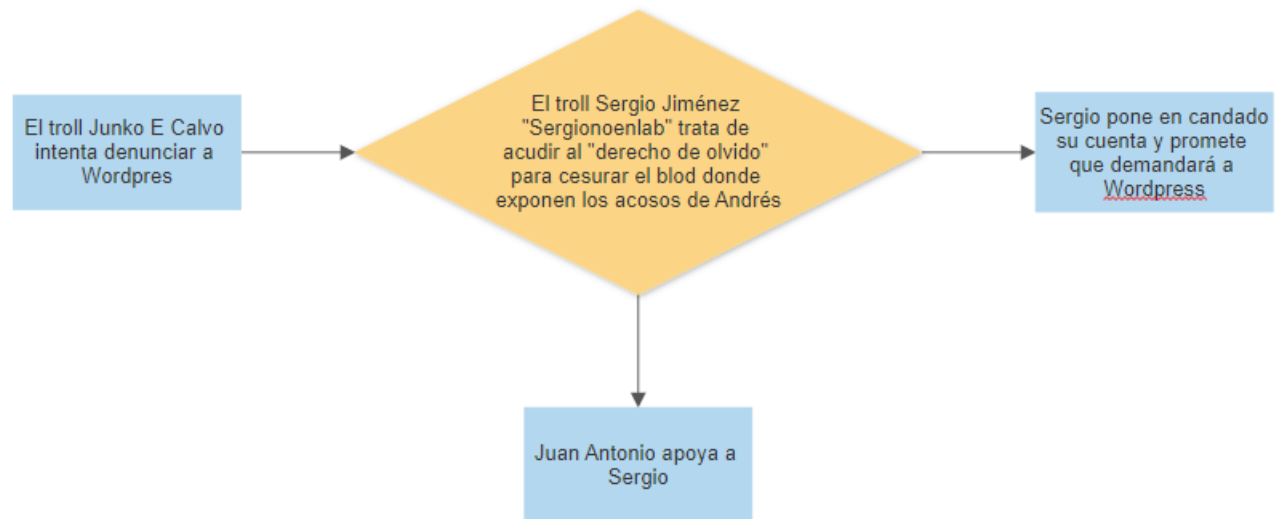 El troll Junko E Calvo
intenta denunciar a
Wordpres
El troll Sergio Jiménez
"Sergionoenlab" trata de
acudir al "derecho de olvido"
para cesurar el blod donde
exponen los acosos de Andrés
Sergio pone en candado
su cuenta y promete
que demandará a
Wordpress
Juan Antonio apoya a
Sergio